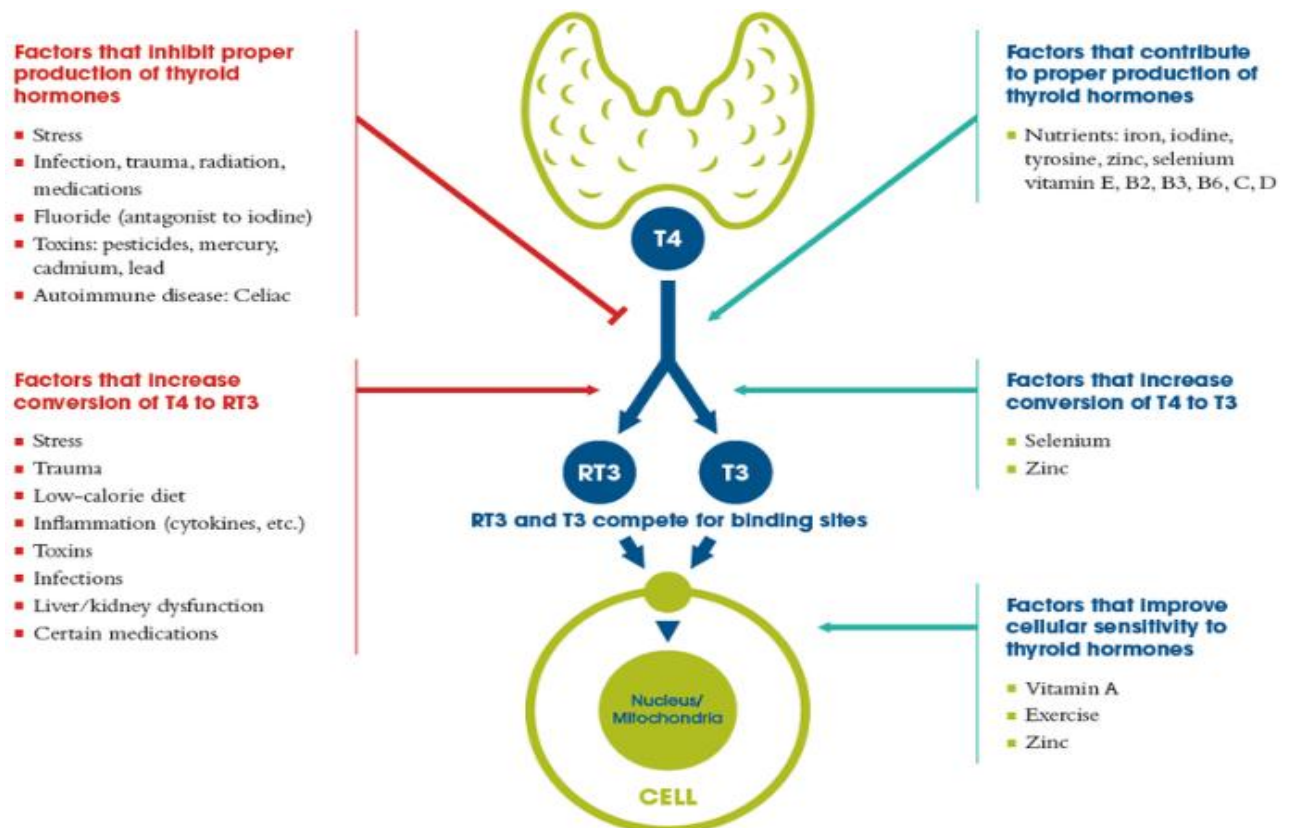 Factors that inhibit proper
production of thyroid
hormones
▪ Stress
▪ Infection, trauma, radiation,
medications
▪ Fluoride (antagonist to iodine)
▪ Toxins: pesticides, mercury,
cadmium, lead
▪ Autoimmune disease: Celiac
Factors that increase
conversion of T4 to RT3
▪ Stress
▪ Trauma
▪ Low-calorie diet
▪ Inflammation (cytokines, etc.)
▪ Toxins
▪ Infections
▪ Liver/kidney dysfunction
▪ Certain medications
T4
RT3
T3
RT3 and T3 compete for binding sites
Nucleus/
Mitochondria
CELL
Factors that contribute
to proper production of
thyroid hormones
▪ Nutrients: iron, iodine,
tyrosine, zinc, selenium
vitamin E, B2, B3, B6, C, D
Factors that increase
conversion of T4 to T3
▪ Selenium
▪ Zinc
Factors that improve
cellular sensitivity to
thyroid hormones
▪ Vitamin A
▪ Exercise
▪ Zinc